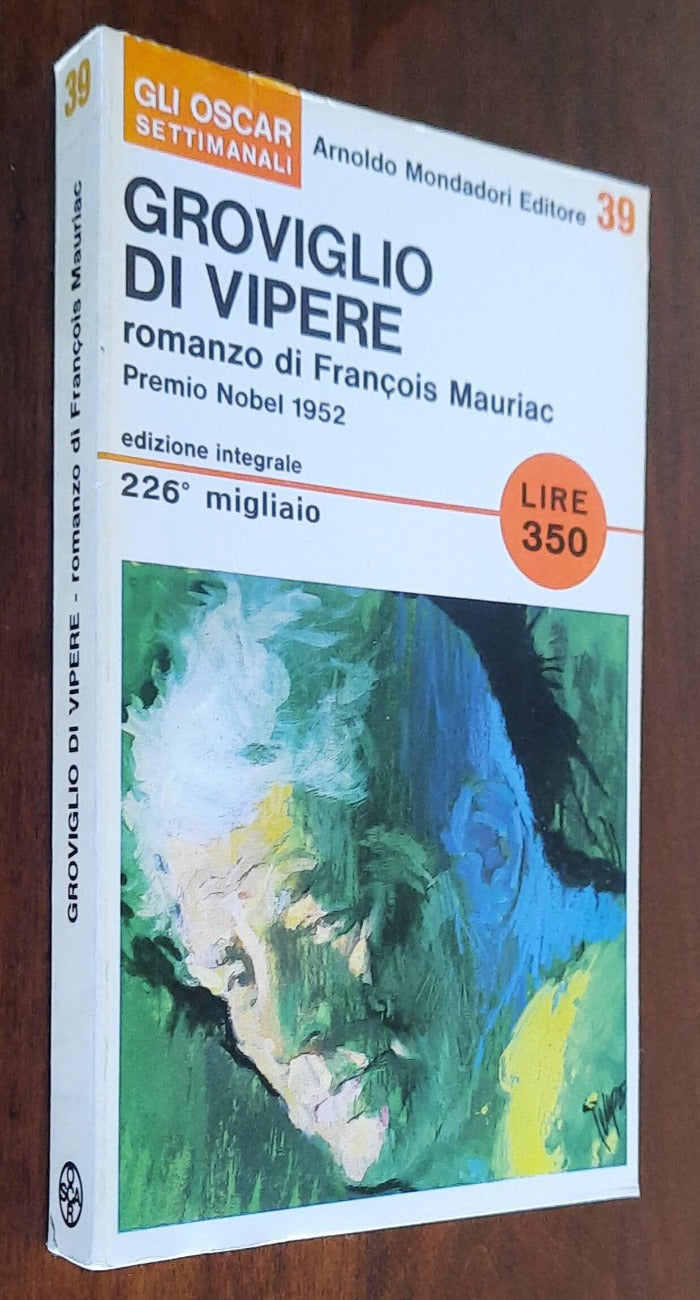 39
GROVIGLIO DI VIPERE - romanzo di François Mauriac
OSCAR
GLI OSCAR
SETTIMANALI
Arnoldo Mondadori Editore 39
GROVIGLIO
DI VIPERE
romanzo di François Mauriac
Premio Nobel 1952
edizione integrale
226° migliaio
LIRE
350